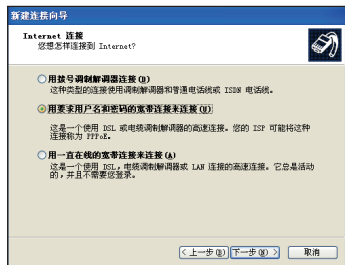 新建连接向导
Internet 连接
您想怎样连接到 Internet?
用拨号调制解调器连接(D)
这种类型的连接使用调制解调器和普通电话线或 ISDN 电话线。
用要求用户名和密码的宽带连接来连接(U)
这是一个使用 DSL 或电缆调制解调器的高速连接。您的 ISP 可能将这种
连接称为 PPPoE。
用一直在线的宽带连接来连接(A)
这是一个使用 DSL,电缆调制解调器或 LAN 连接的高速连接。它总是活动
的,并且不需要您登录。
< 上一步(B) 下一步(N) > 取消